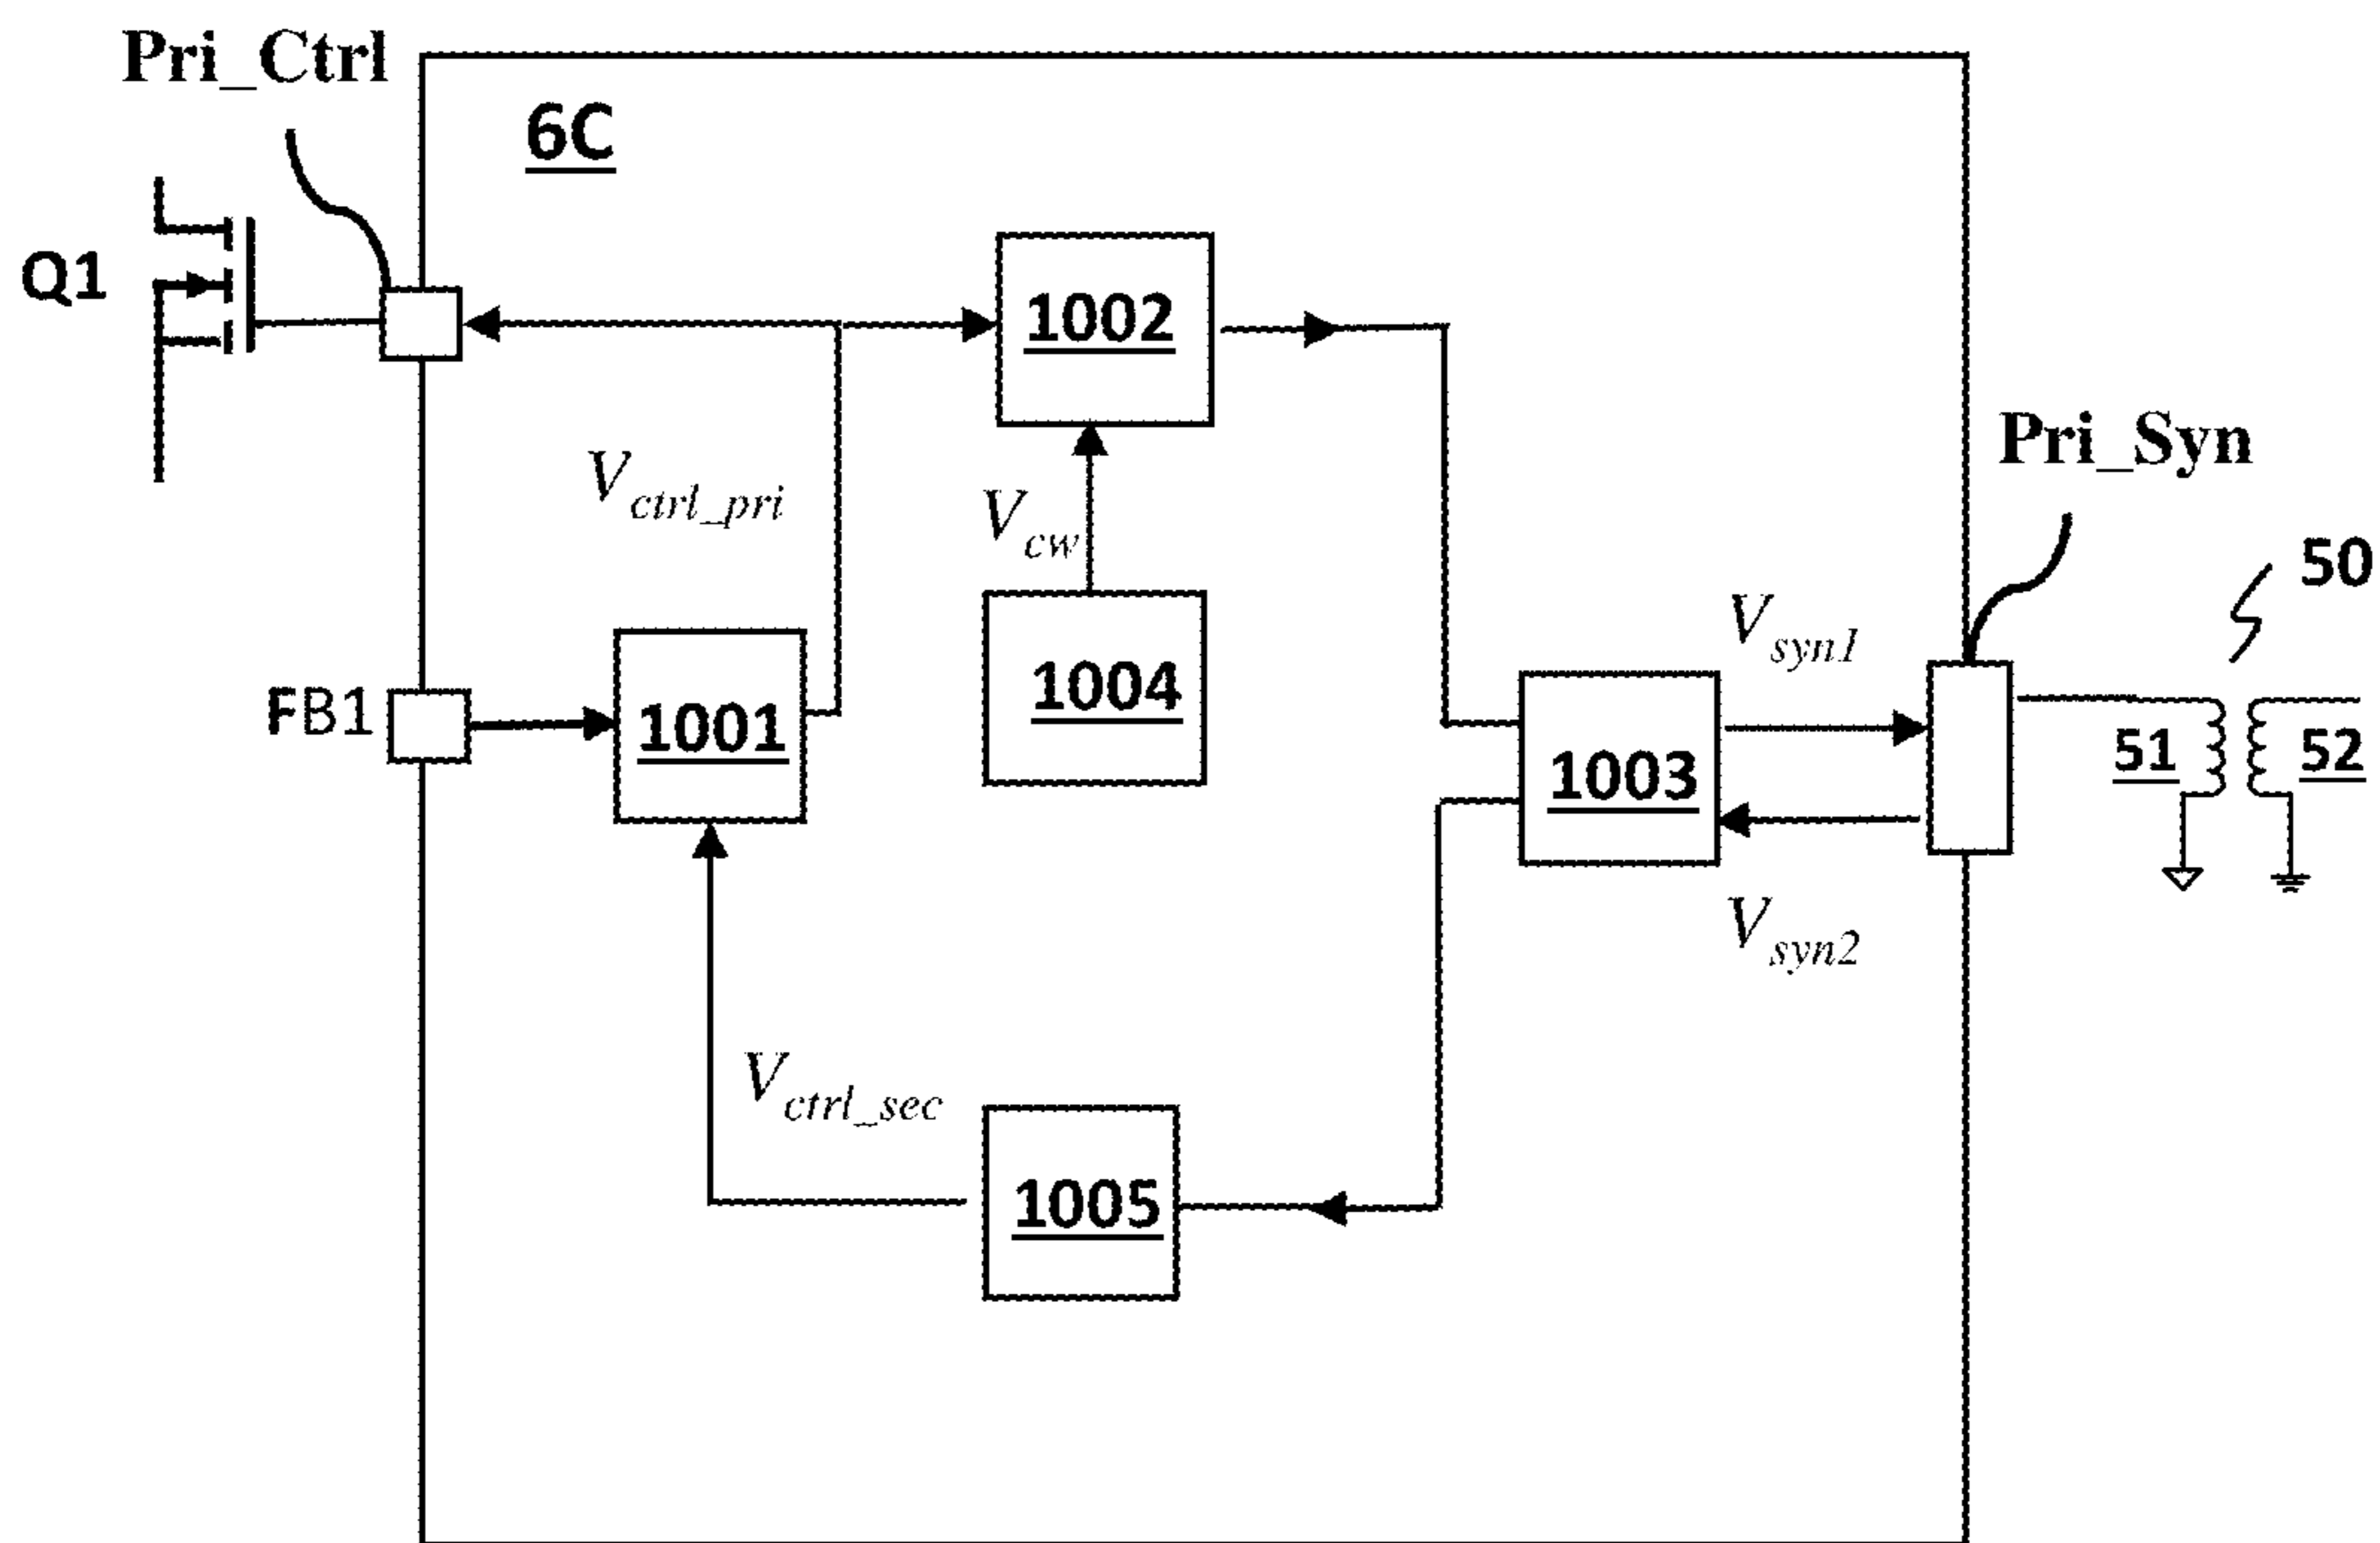 Pri_Ctrl
6C
Q1
1002
V_ctrl_pri
V_cw
Pri_Syn
50
V_syn1
FB1
1001
1004
1003
51
52
V_syn2
V_ctrl_sec
1005